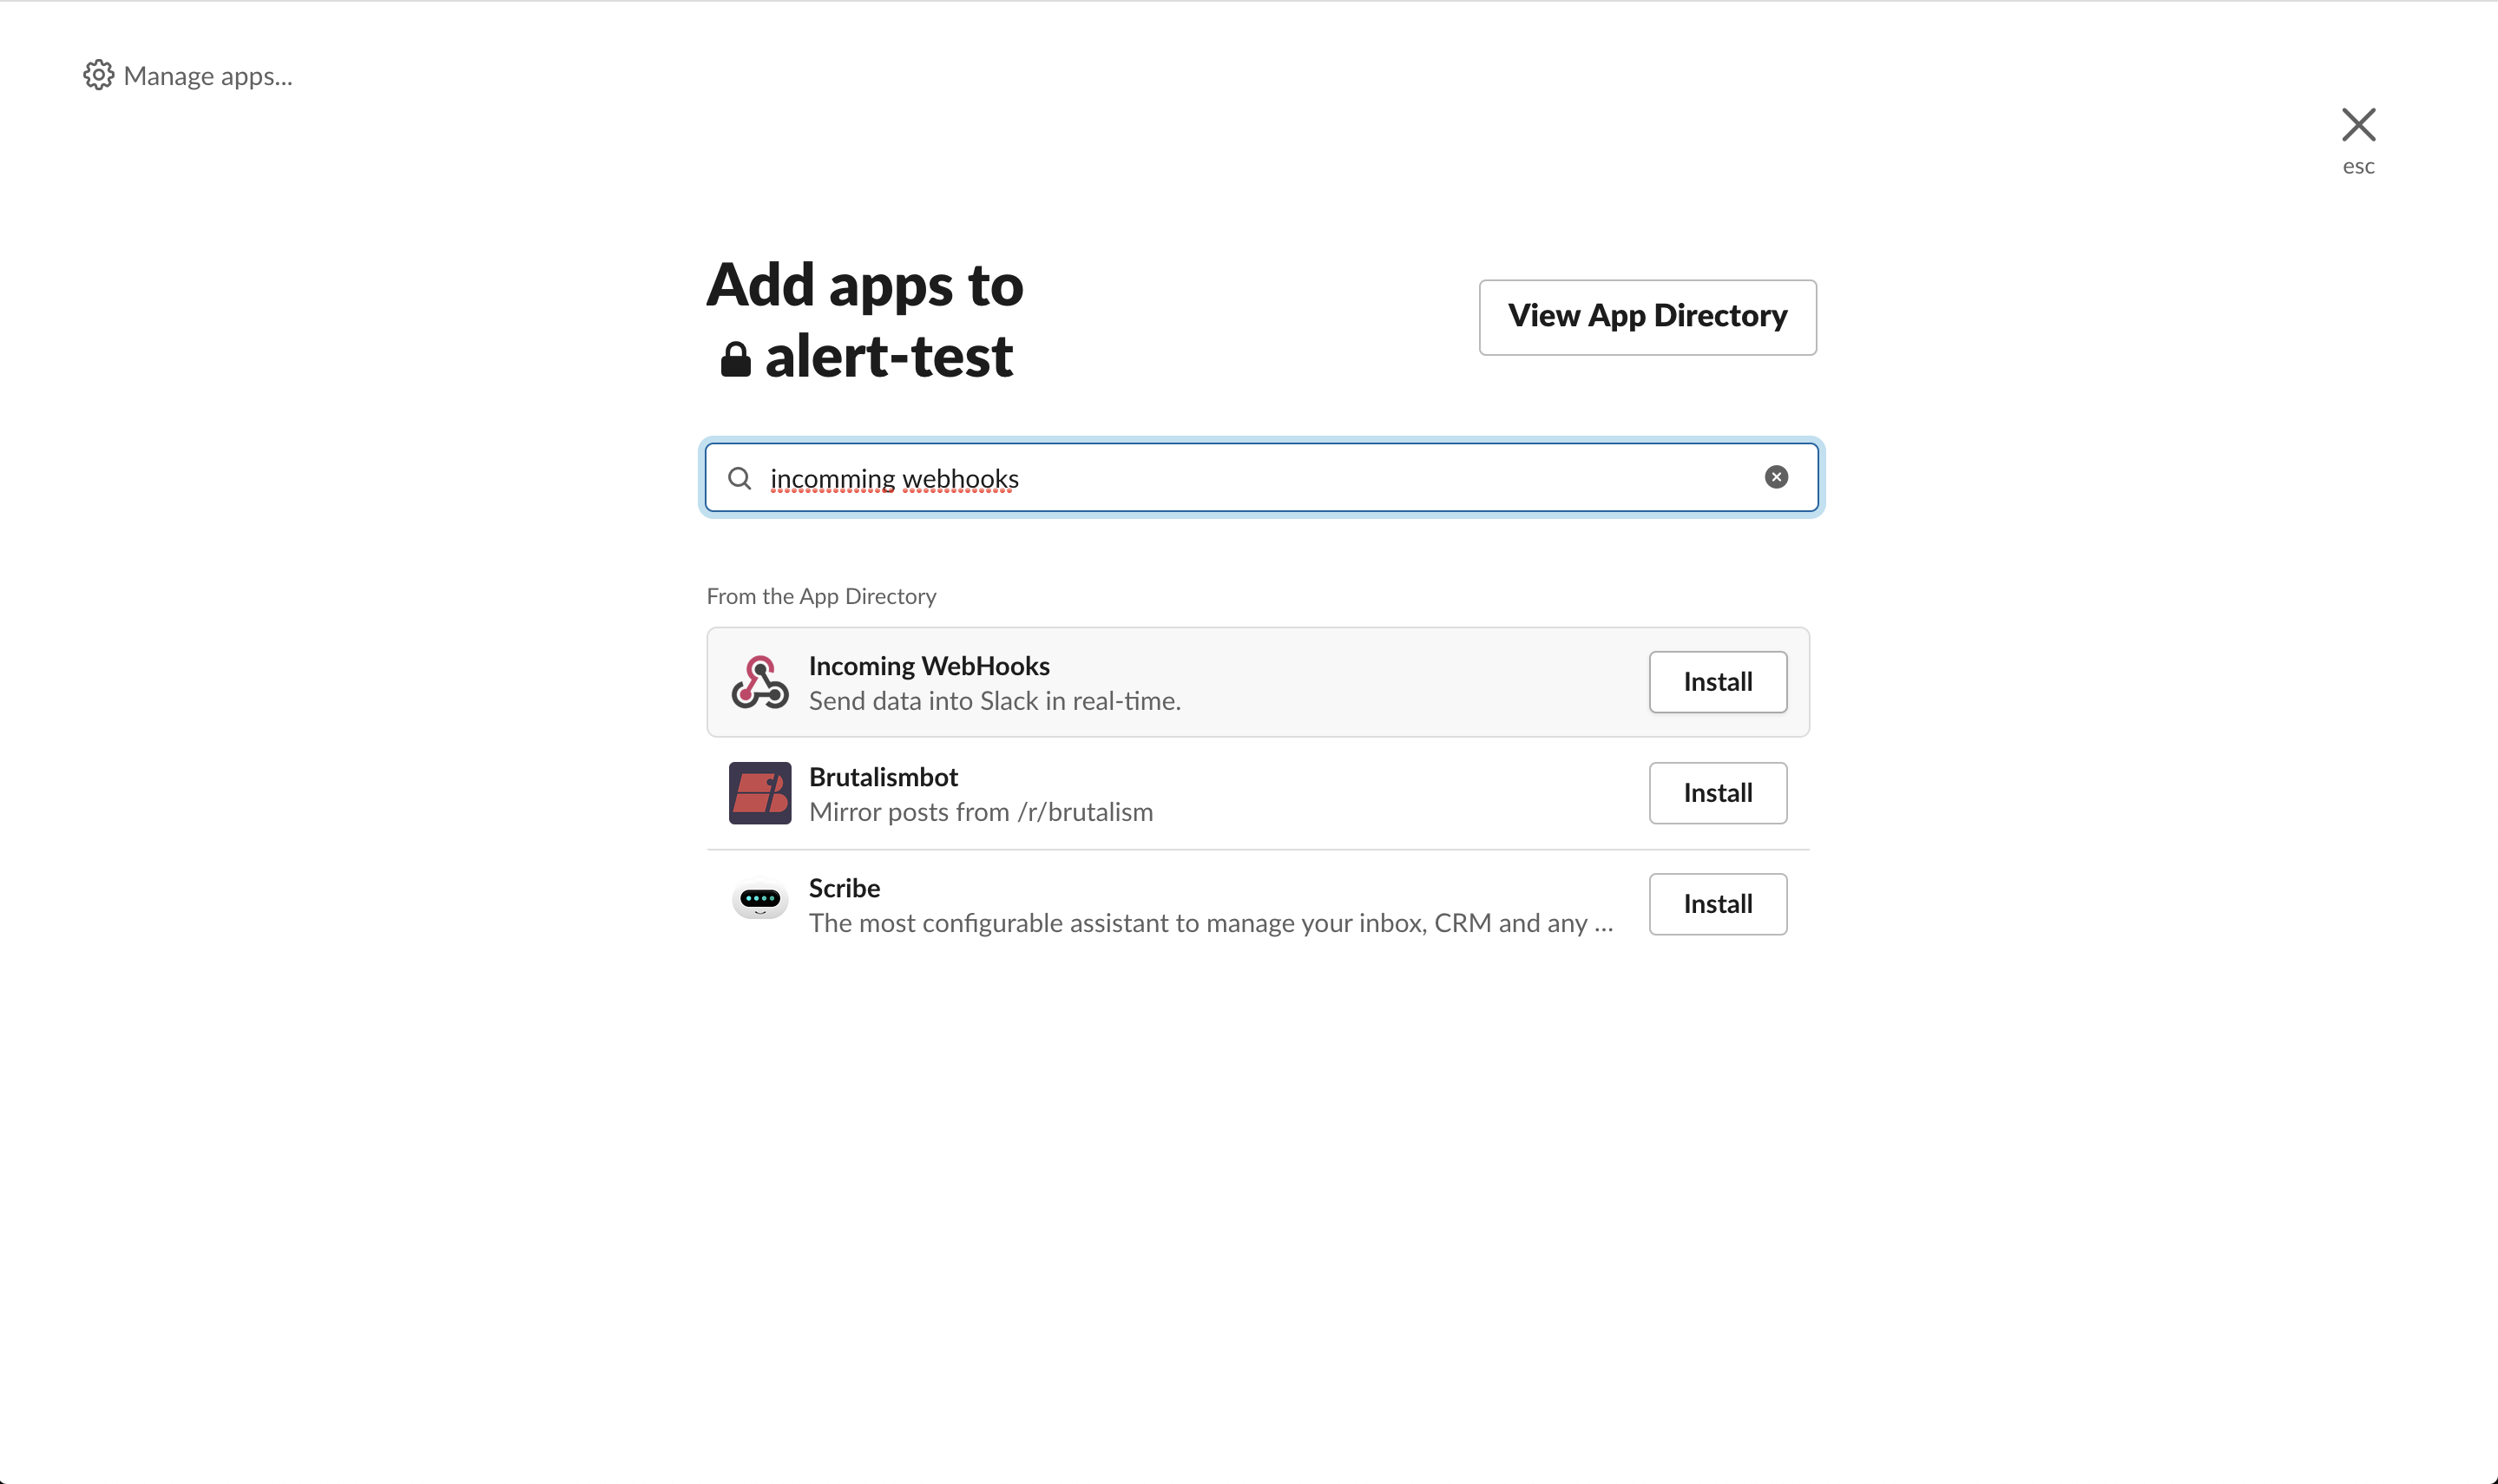 Manage apps...
esc
Add apps to
alert-test
View App Directory
incomming webhooks
From the App Directory
Incoming WebHooks
Send data into Slack in real-time.
Install
Brutalismbot
Mirror posts from /r/brutalism
Install
Scribe
The most configurable assistant to manage your inbox, CRM and any ...
Install